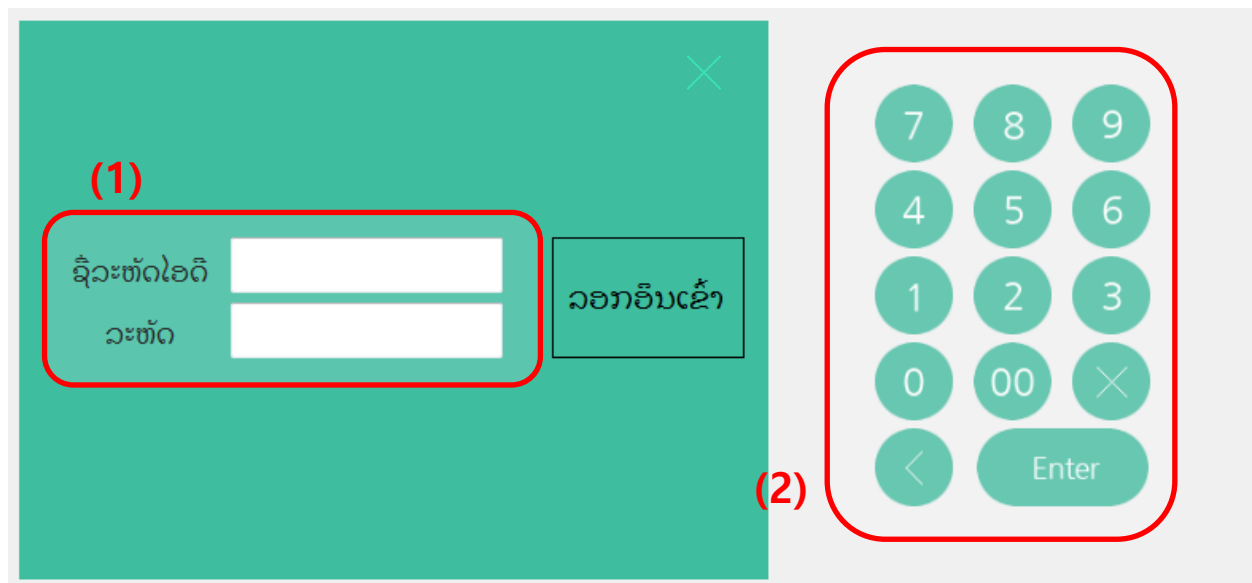 (1)
ຊື່ລະຫັດໄອດີ
ລະຫັດ
ລອກອິນເຂົ້າ
7 8 9
4 5 6
1 2 3
0 00
Enter
(2)